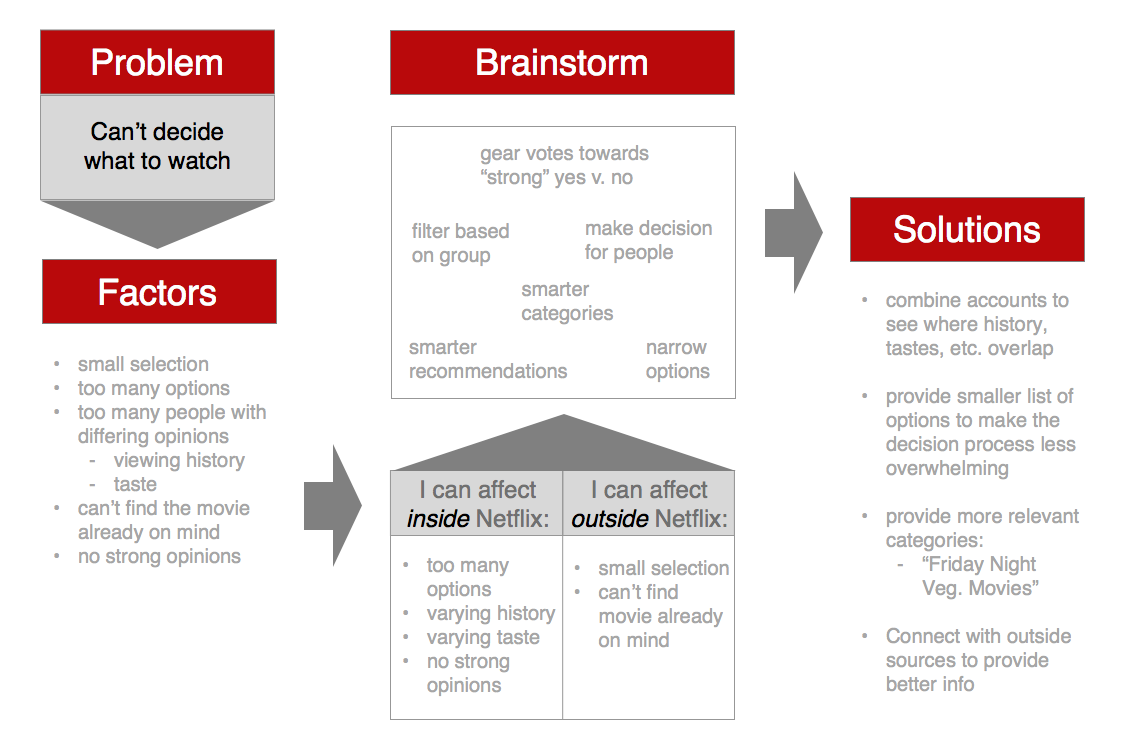 Problem
Can’t decide
what to watch
Factors
• small selection
• too many options
• too many people with
differing opinions
- viewing history
- taste
• can’t find the movie
already on mind
• no strong opinions
Brainstorm
gear votes towards
“strong” yes v. no
filter based
on group
make decision
for people
smarter
categories
smarter
recommendations
narrow
options
I can affect
inside Netflix:
• too many
options
• varying history
• varying taste
• no strong
opinions
I can affect
outside Netflix:
• small selection
• can’t find
movie already
on mind
Solutions
• combine accounts to
see where history,
tastes, etc. overlap
• provide smaller list of
options to make the
decision process less
overwhelming
• provide more relevant
categories:
- “Friday Night
Veg. Movies”
• Connect with outside
sources to provide
better info